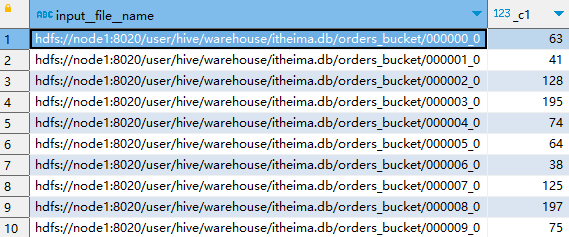 ABC input__file__name 123 _c1
1 hdfs://node1:8020/user/hive/warehouse/itheima.db/orders_bucket/000000_0 63
2 hdfs://node1:8020/user/hive/warehouse/itheima.db/orders_bucket/000001_0 41
3 hdfs://node1:8020/user/hive/warehouse/itheima.db/orders_bucket/000002_0 128
4 hdfs://node1:8020/user/hive/warehouse/itheima.db/orders_bucket/000003_0 195
5 hdfs://node1:8020/user/hive/warehouse/itheima.db/orders_bucket/000004_0 74
6 hdfs://node1:8020/user/hive/warehouse/itheima.db/orders_bucket/000005_0 64
7 hdfs://node1:8020/user/hive/warehouse/itheima.db/orders_bucket/000006_0 38
8 hdfs://node1:8020/user/hive/warehouse/itheima.db/orders_bucket/000007_0 125
9 hdfs://node1:8020/user/hive/warehouse/itheima.db/orders_bucket/000008_0 197
10 hdfs://node1:8020/user/hive/warehouse/itheima.db/orders_bucket/000009_0 75